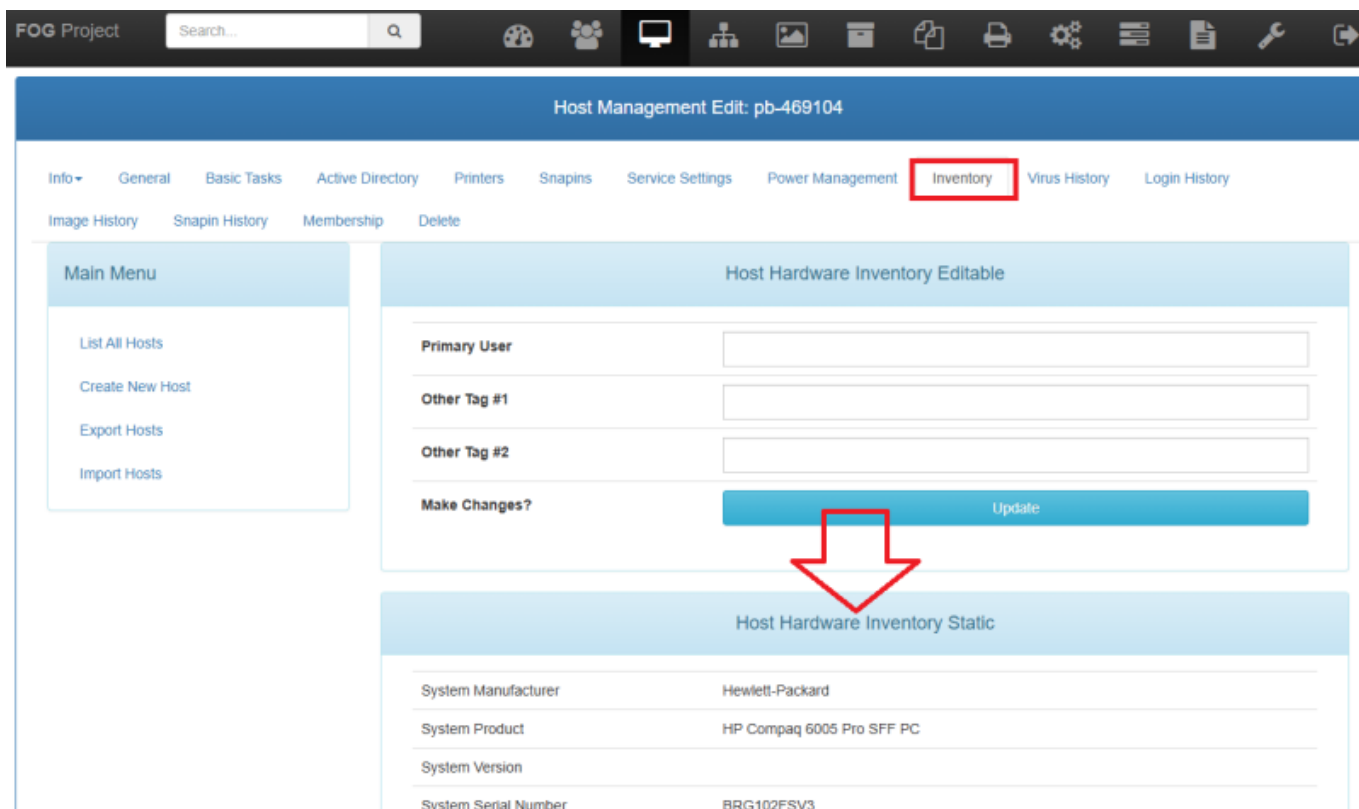 FOG Project Search...
Host Management Edit: pb-469104
Info General Basic Tasks Active Directory Printers Snapins Service Settings Power Management Inventory Virus History Login History
Image History Snapin History Membership Delete
Main Menu
List All Hosts
Create New Host
Export Hosts
Import Hosts
Host Hardware Inventory Editable
Primary User
Other Tag #1
Other Tag #2
Make Changes? Update
Host Hardware Inventory Static
System Manufacturer Hewlett-Packard
System Product HP Compaq 6005 Pro SFF PC
System Version
System Serial Number BRG102FSV3